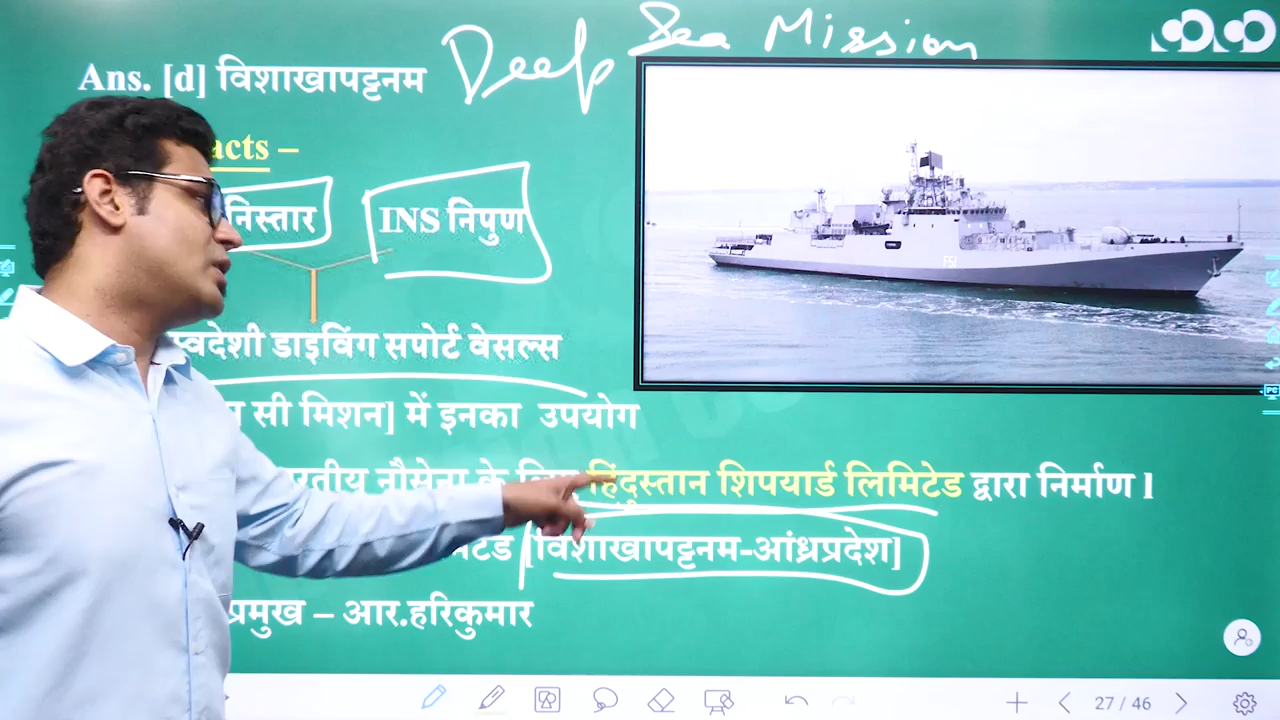 Deep Sea Mission
Ans. [d] विशाखापट्टनम
acts –
निस्तार
INS निपुण
स्वदेशी डाइविंग सपोर्ट वेसल्स
सी मिशन] में इनका उपयोग
नौसेना के लिए हिंदुस्तान शिपयार्ड लिमिटेड द्वारा निर्माण l
[विशाखापट्टनम-आंध्रप्रदेश]
प्रमुख – आर.हरिकुमार
27 / 46